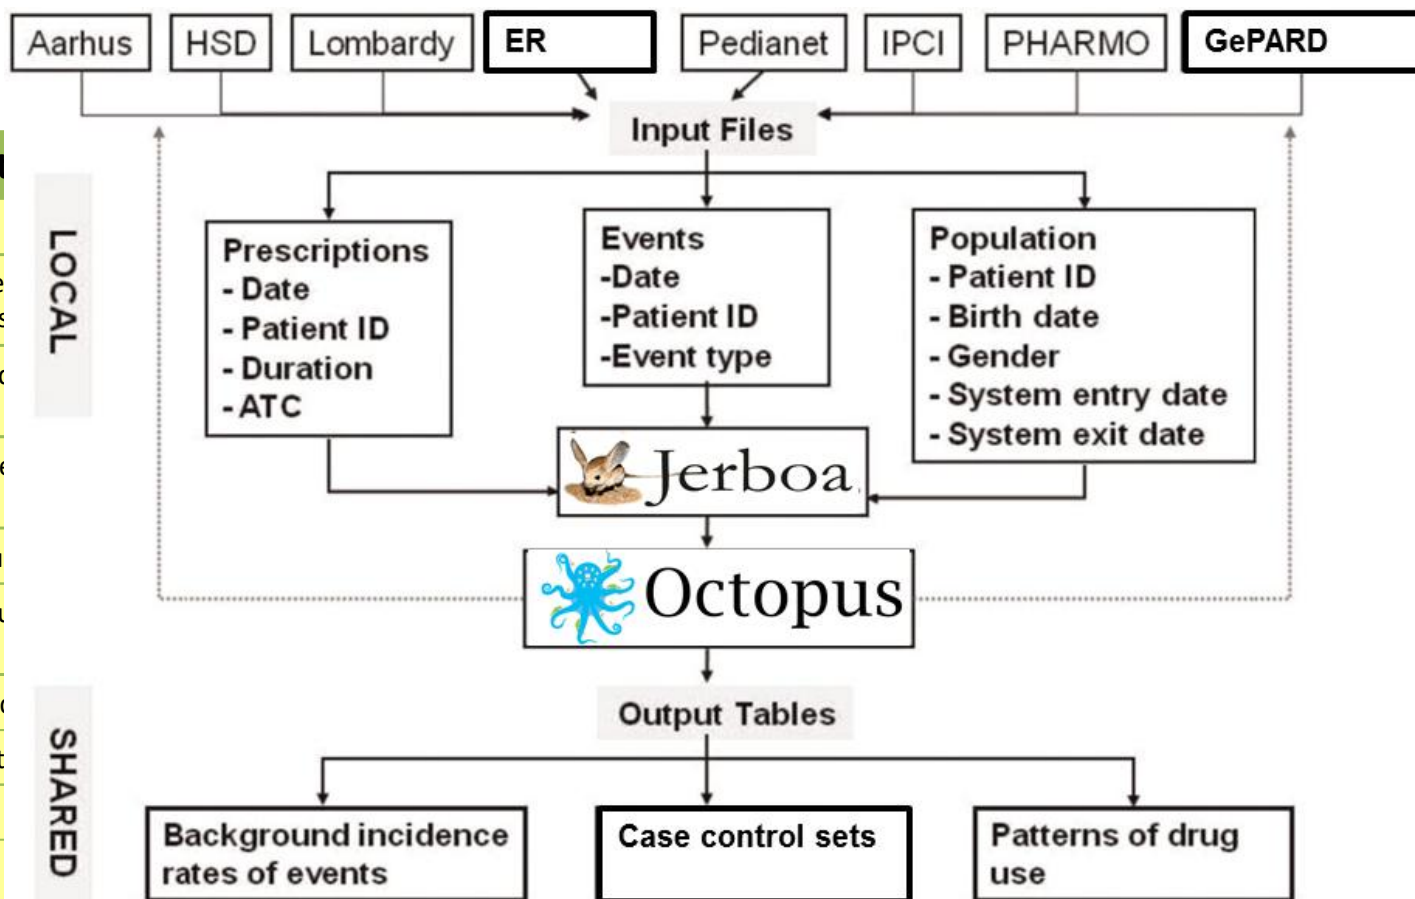 Aarhus
HSD
Lombardy
ER
Pedianet
IPCI
PHARMO
GePARD
Input Files
LOCAL
Prescriptions
- Date
- Patient ID
- Duration
- ATC
Events
-Date
-Patient ID
-Event type
Population
- Patient ID
- Birth date
- Gender
- System entry date
- System exit date
Jerboa
Octopus
SHARED
Output Tables
Background incidence
rates of events
Case control sets
Patterns of drug
use